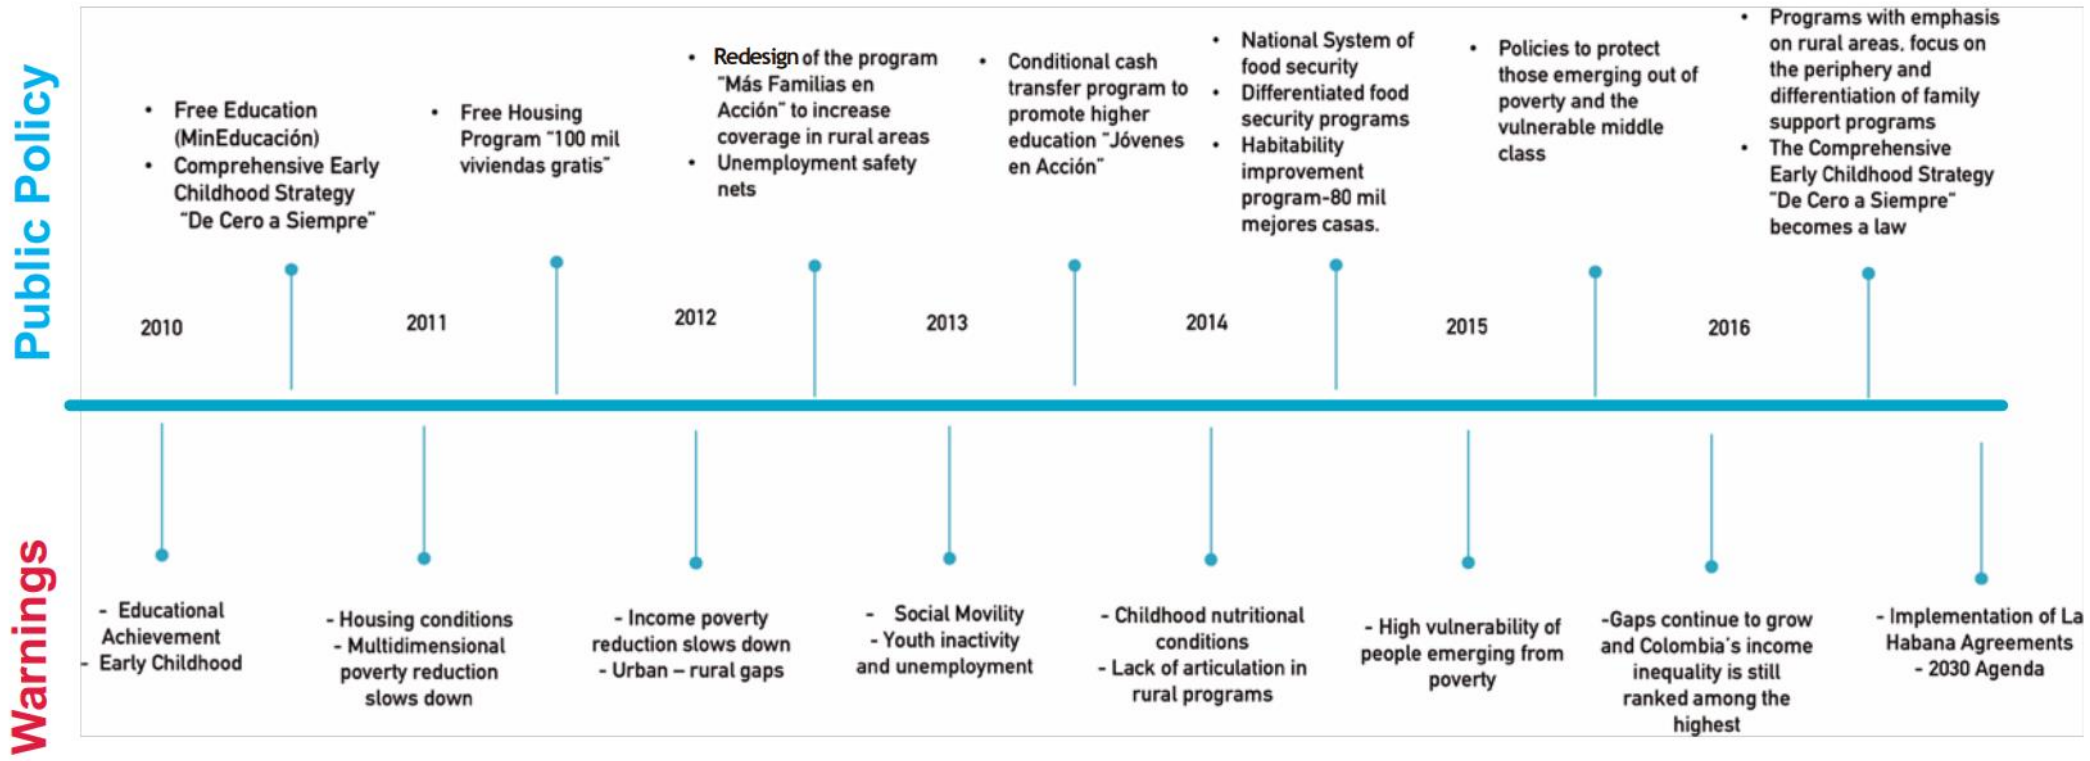 Public Policy
• Free Education
(MinEducación)
• Comprehensive Early
Childhood Strategy
"De Cero a Siempre"
• Free Housing
Program "100 mil
viviendas gratis"
• Redesign of the program
"Más Familias en
Acción" to increase
coverage in rural areas
• Unemployment safety
nets
• Conditional cash
transfer program to
promote higher
education "Jóvenes
en Acción"
• National System of
food security
• Differentiated food
security programs
• Habitability
improvement
program-80 mil
mejores casas.
• Policies to protect
those emerging out of
poverty and the
vulnerable middle
class
• Programs with emphasis
on rural areas, focus on
the periphery and
differentiation of family
support programs
• The Comprehensive
Early Childhood Strategy
"De Cero a Siempre"
becomes a law
2010
2011
2012
2013
2014
2015
2016
Warnings
- Educational
Achievement
- Early Childhood
- Housing conditions
- Multidimensional
poverty reduction
slows down
- Income poverty
reduction slows down
- Urban – rural gaps
- Social Movility
- Youth inactivity
and unemployment
- Childhood nutritional
conditions
- Lack of articulation in
rural programs
- High vulnerability of
people emerging from
poverty
-Gaps continue to grow
and Colombia's income
inequality is still
ranked among the
highest
- Implementation of La
Habana Agreements
- 2030 Agenda